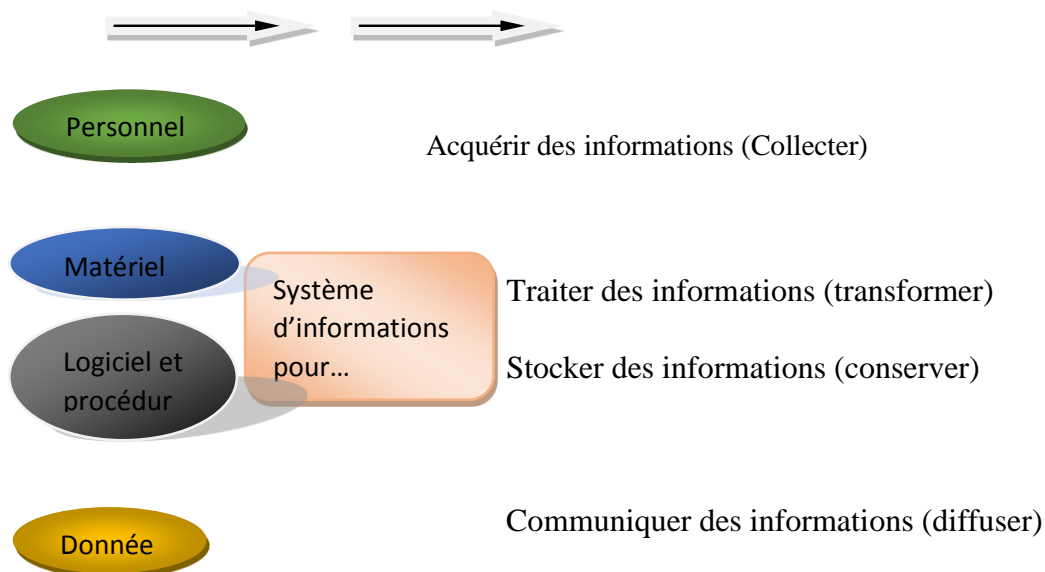 Personnel
Acquérir des informations (Collecter)
Matériel
Système
d’informations
pour…
Traiter des informations (transformer)
Logiciel et
procédur
Stocker des informations (conserver)
Communiquer des informations (diffuser)
Donnée